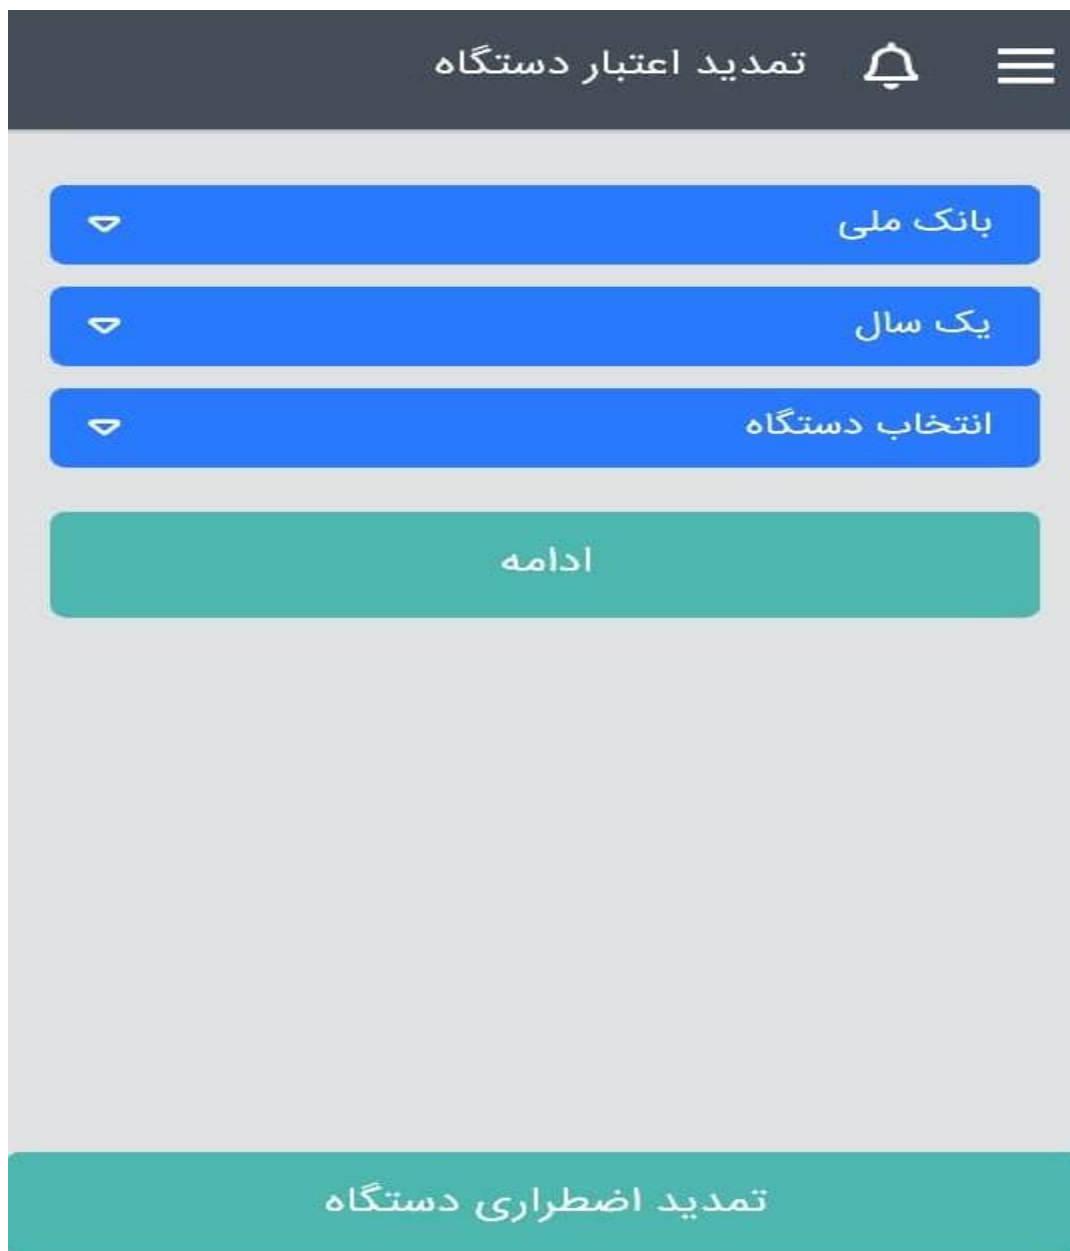 تمدید اعتبار دستگاه
بانک ملی
یک سال
انتخاب دستگاه
ادامه
تمدید اضطراری دستگاه